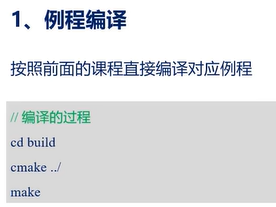 1、例程编译
按照前面的课程直接编译对应例程
// 编译的过程
cd build
cmake ../
make